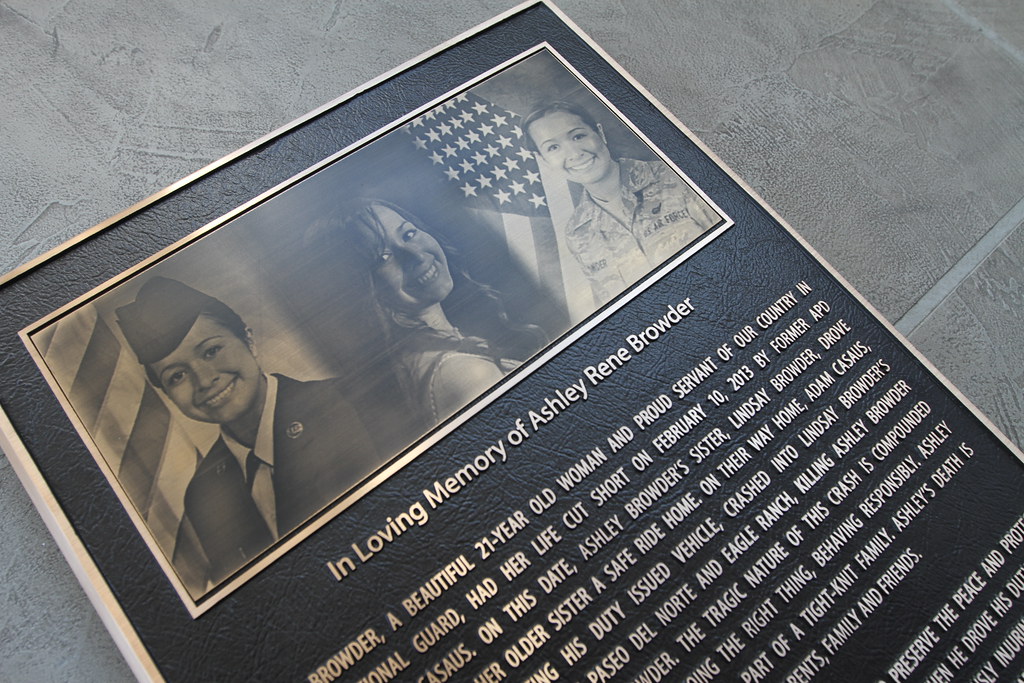 U.S. AIR FORCE
In Loving Memory of Ashley Rene Browder
BROWDER, A BEAUTIFUL 21-YEAR OLD WOMAN AND PROUD SERVANT OF OUR COUNTRY IN
GUARD, HAD HER LIFE CUT SHORT ON FEBRUARY 10, 2013 BY FORMER APD
CASAUS. ON THIS DATE, ASHLEY BROWDER'S SISTER, LINDSAY BROWDER, DROVE
HER OLDER SISTER A SAFE RIDE HOME ON THEIR WAY HOME, ADAM CASAUS,
HIS DUTY ISSUED VEHICLE, CRASHED INTO LINDSAY BROWDER'S
PASEO DEL NORTE AND EAGLE RANCH, KILLING ASHLEY BROWDER
THE TRAGIC NATURE OF THIS CRASH IS COMPOUNDED
THE RIGHT THING, BEHAVING RESPONSIBLY. ASHLEY
PART OF A TIGHT-KNIT FAMILY. ASHLEY'S DEATH IS
FAMILY AND FRIENDS.
PRESERVE THE PEACE AND
HE DROVE HIS